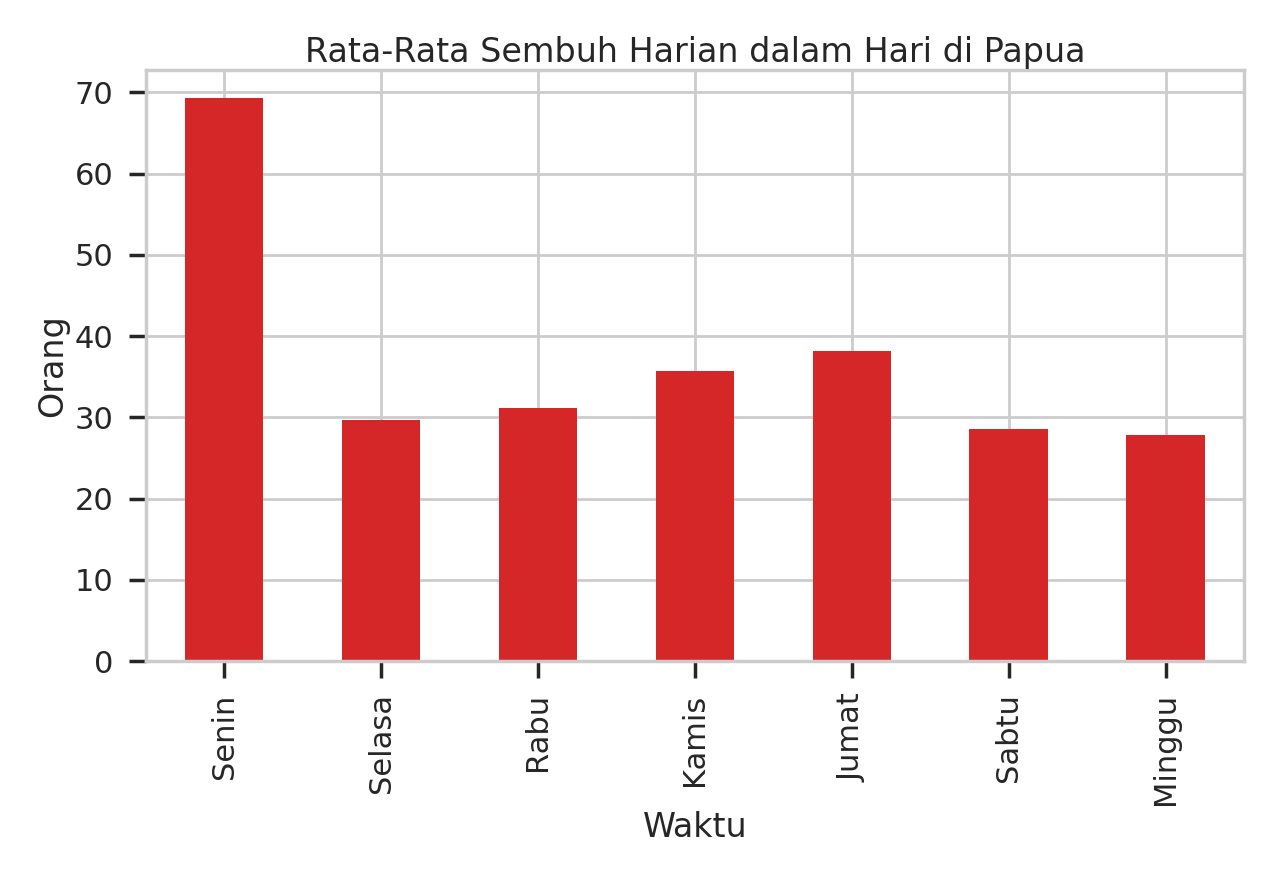 Rata-Rata Sembuh Harian dalam Hari di Papua
70
60
50
40
30
20
10
0
Orang
Senin
Selasa
Rabu
Kamis
Jumat
Sabtu
Minggu
Waktu